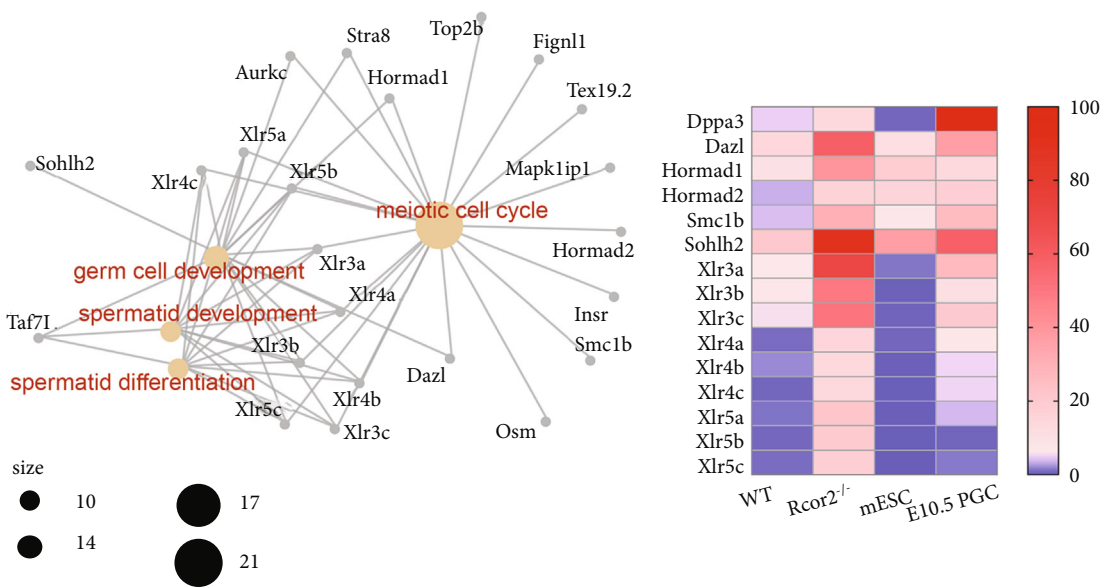 Top2b
Stra8
Fignl1
Aurkc
Hormad1
Tex19.2
Xlr5a
Sohlh2
Xlr4c
Xlr5b
Mapk1ip1
meiotic cell cycle
Hormad2
germ cell development
Xlr3a
Xlr4a
Insr
Taf7I.
spermatid development
Xlr3b
Smc1b
Dazl
spermatid differentiation
Xlr4b
Xlr5c
Xlr3c
Osm
size
10
17
14
21
Dppa3
Dazl
Hormad1
Hormad2
Smc1b
Sohlh2
Xlr3a
Xlr3b
Xlr3c
Xlr4a
Xlr4b
Xlr4c
Xlr5a
Xlr5b
Xlr5c
WT
Rcor2-/-
mESC
E10.5 PGC
100
80
60
40
20
0